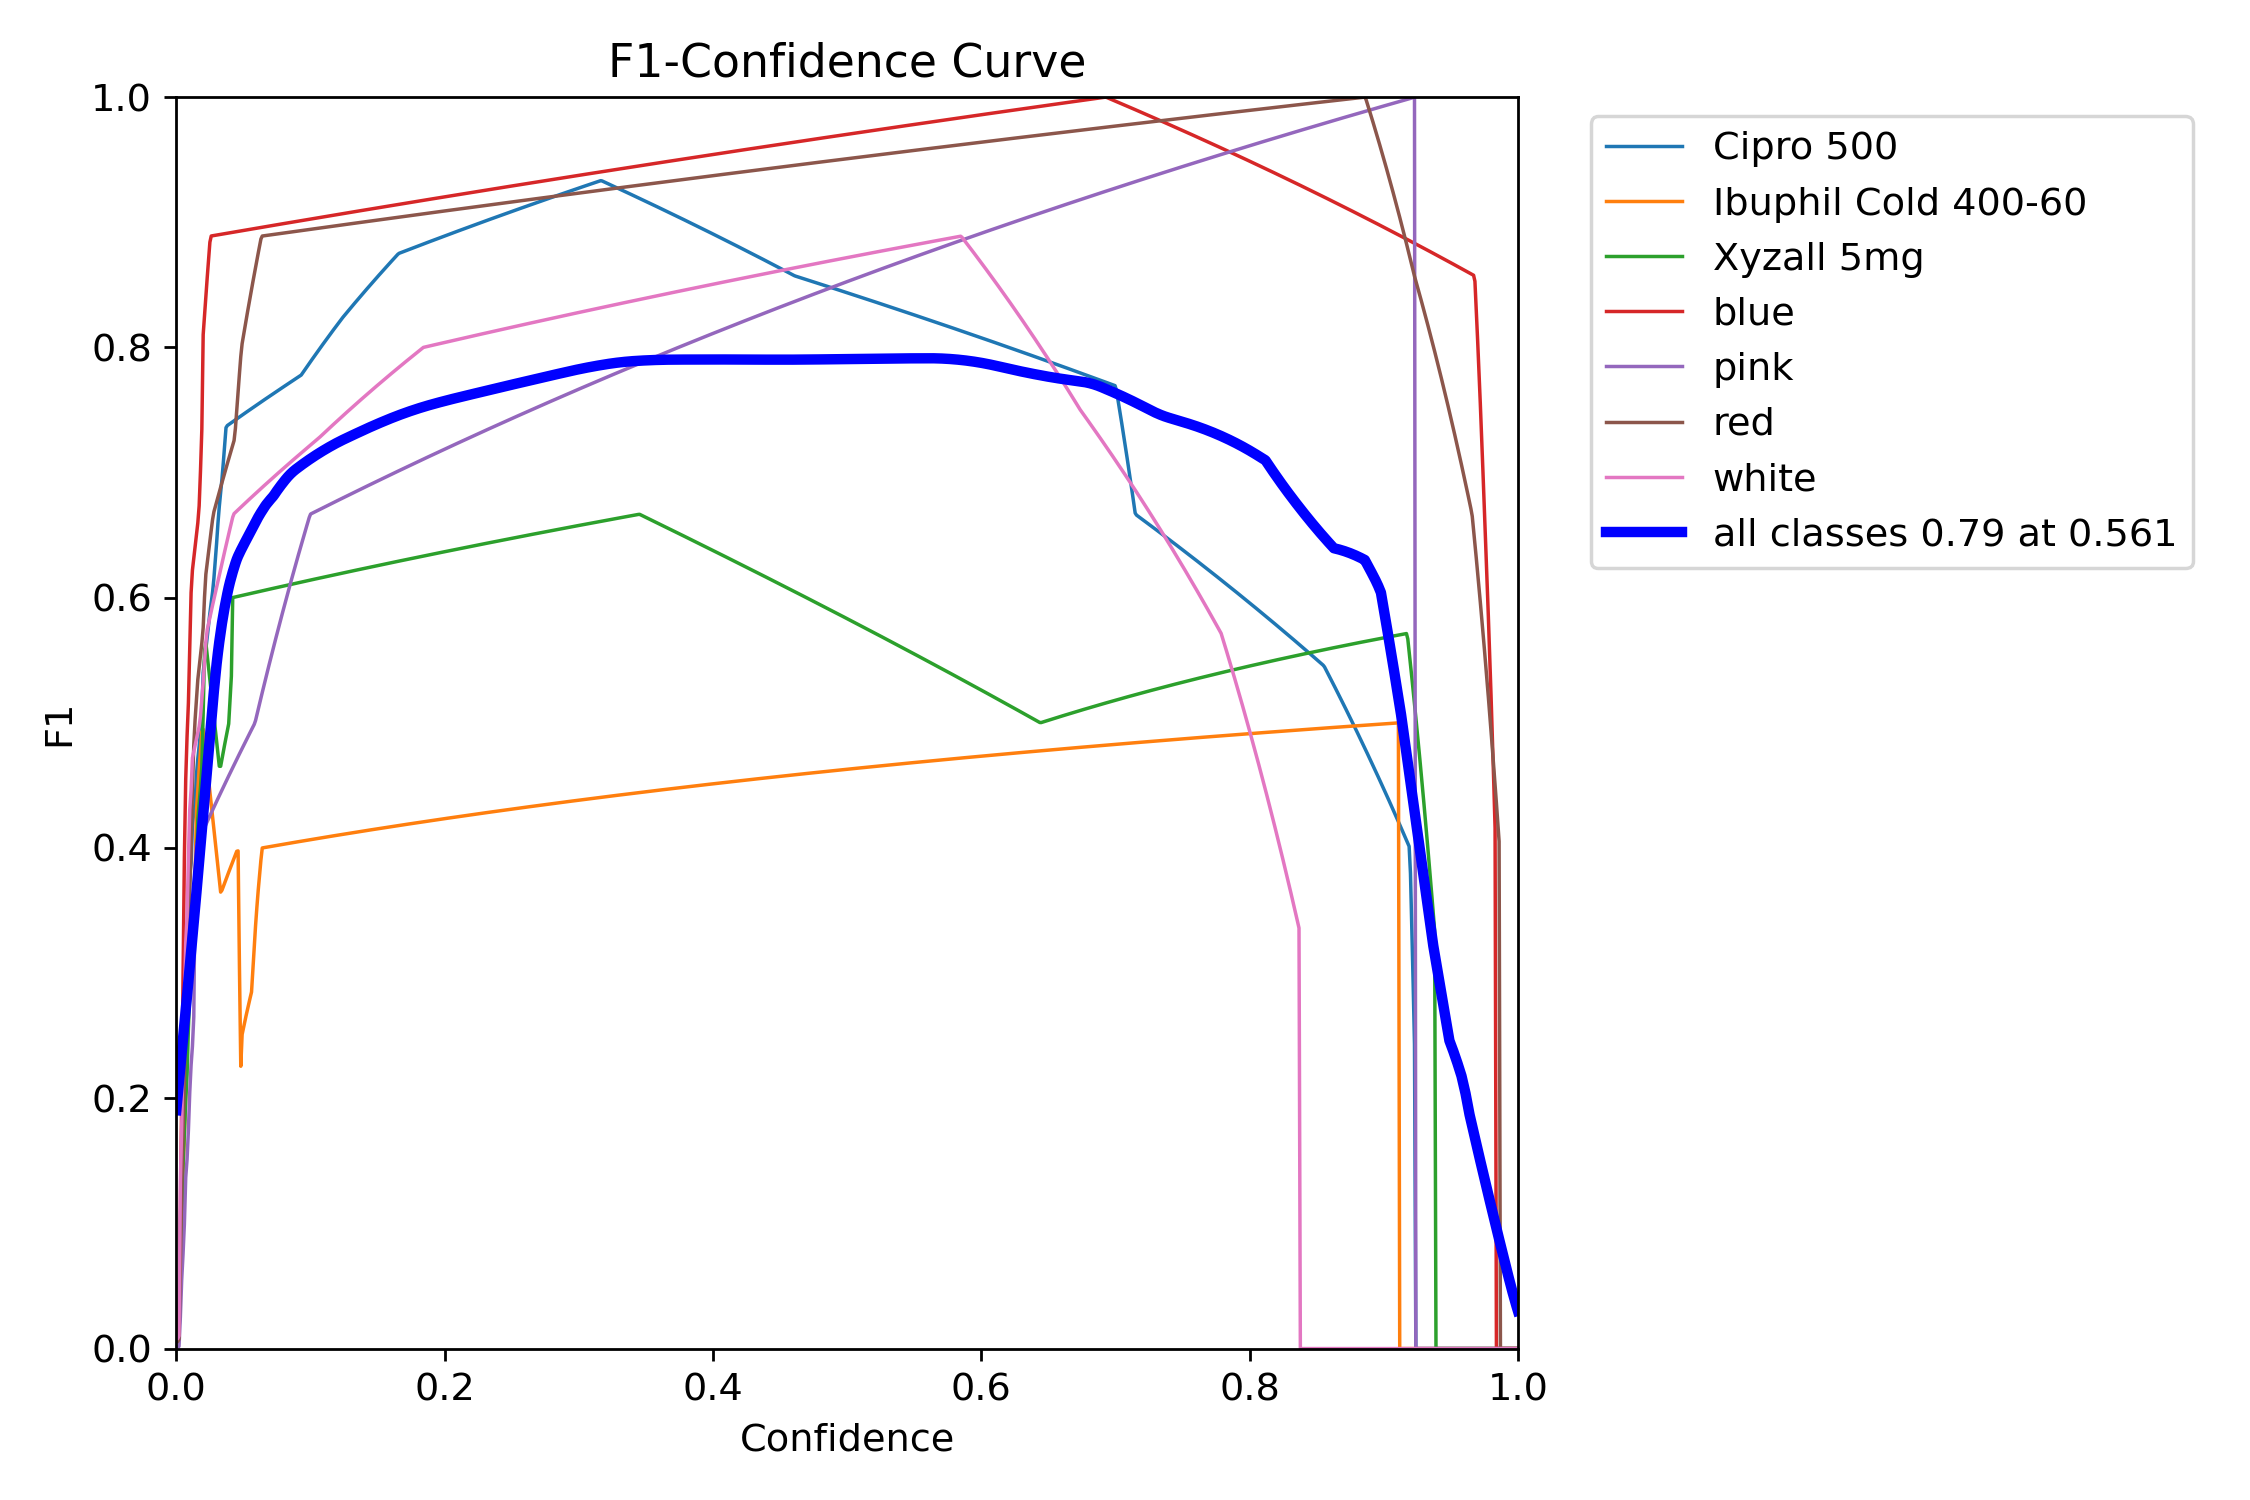 F1-Confidence Curve
1.0
0.8
0.6
0.4
0.2
0.0
F1
0.0 0.2 0.4 0.6 0.8 1.0
Confidence
Cipro 500
Ibuphil Cold 400-60
Xyzall 5mg
blue
pink
red
white
all classes 0.79 at 0.561